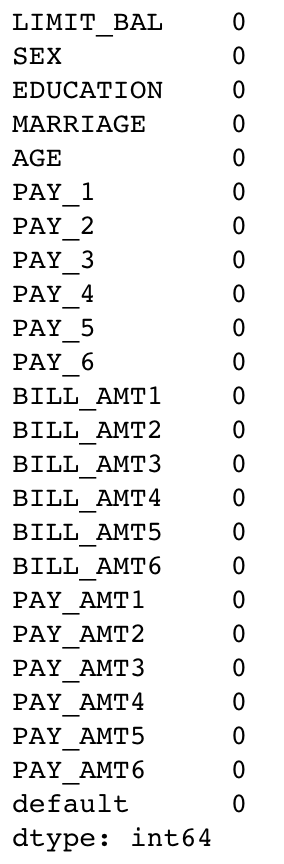 LIMIT_BAL    0
SEX          0
EDUCATION    0
MARRIAGE     0
AGE          0
PAY_1        0
PAY_2        0
PAY_3        0
PAY_4        0
PAY_5        0
PAY_6        0
BILL_AMT1    0
BILL_AMT2    0
BILL_AMT3    0
BILL_AMT4    0
BILL_AMT5    0
BILL_AMT6    0
PAY_AMT1     0
PAY_AMT2     0
PAY_AMT3     0
PAY_AMT4     0
PAY_AMT5     0
PAY_AMT6     0
default      0
dtype: int64